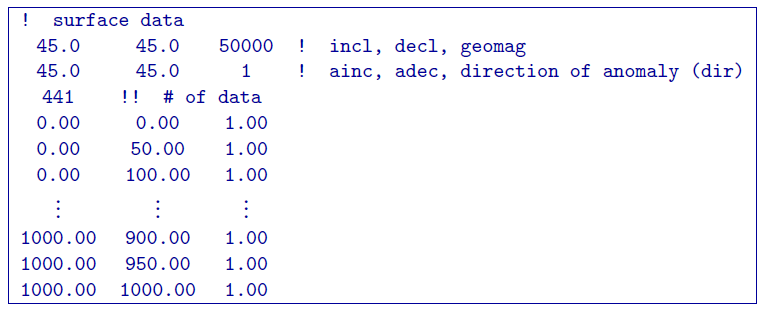 ! surface data
45.0 45.0 50000 ! incl, decl, geomag
45.0 45.0 1 ! ainc, adec, direction of anomaly (dir)
441 !! # of data
0.00 0.00 1.00
0.00 50.00 1.00
0.00 100.00 1.00
⋮ ⋮ ⋮
1000.00 900.00 1.00
1000.00 950.00 1.00
1000.00 1000.00 1.00